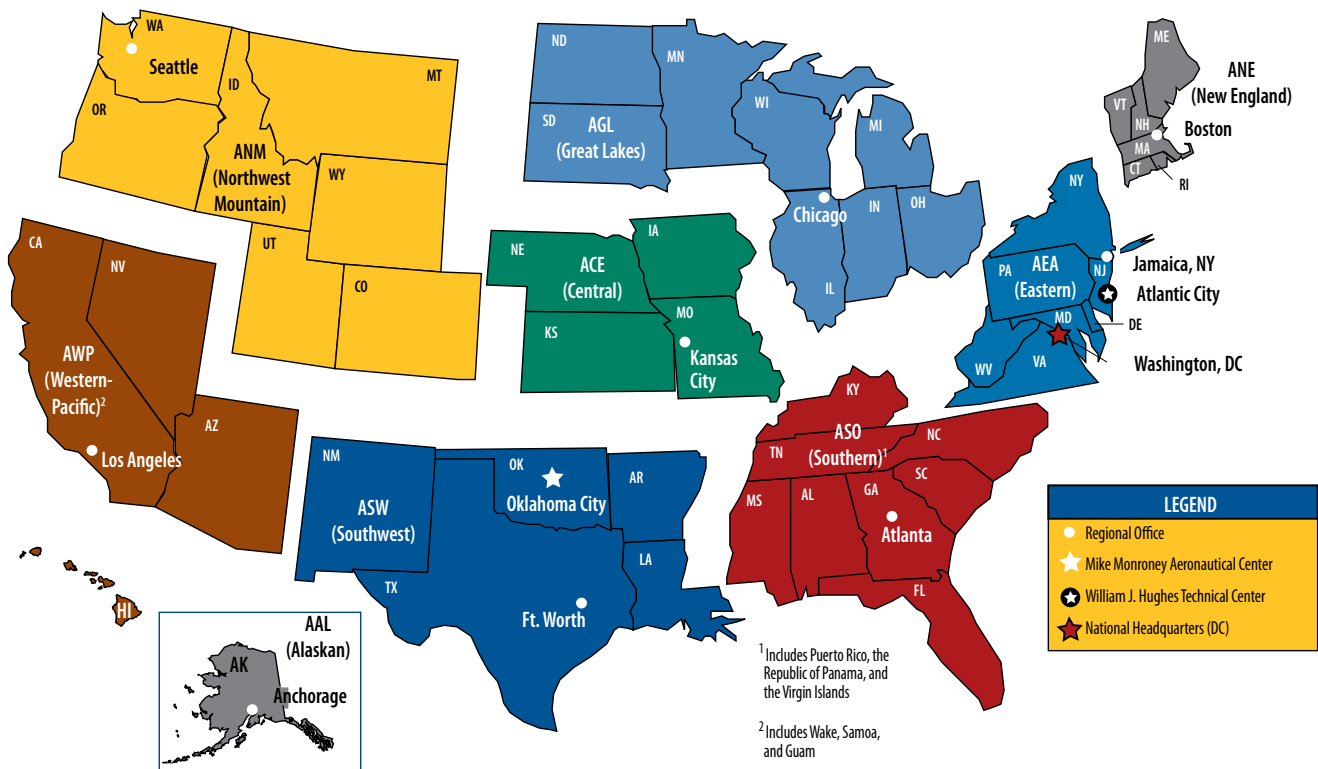 WA
Seattle
OR
ID
MT
ANM
(Northwest
Mountain)
WY
UT
CO
CA
NV
AWP
(Western-
Pacific)2
AZ
Los Angeles
HI
AAL
(Alaskan)
AK
Anchorage
ND
MN
SD
AGL
(Great Lakes)
WI
MI
Chicago
IL
IN
OH
NE
IA
ACE
(Central)
KS
MO
Kansas
City
NM
OK
Oklahoma City
AR
ASW
(Southwest)
TX
LA
Ft. Worth
KY
TN
ASO
(Southern)1
NC
SC
MS
AL
GA
Atlanta
FL
ME
ANE
(New England)
VT
NH
Boston
MA
CT
RI
NY
PA
AEA
(Eastern)
NJ
Jamaica, NY
Atlantic City
MD
DE
WV
VA
Washington, DC
LEGEND
Regional Office
Mike Monroney Aeronautical Center
William J. Hughes Technical Center
National Headquarters (DC)
1 Includes Puerto Rico, the
Republic of Panama, and
the Virgin Islands
2 Includes Wake, Samoa,
and Guam